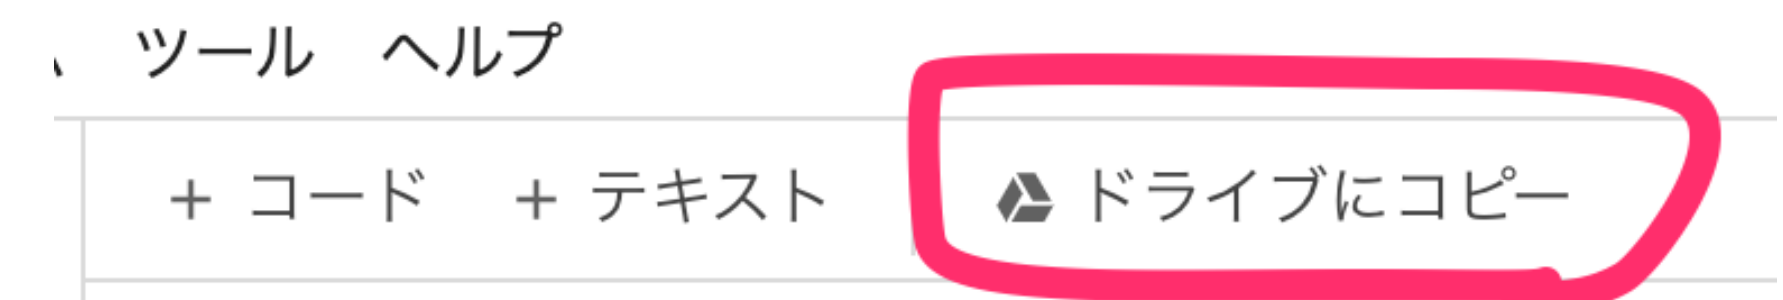 ツール ヘルプ
+ コード + テキスト ドライブにコピー